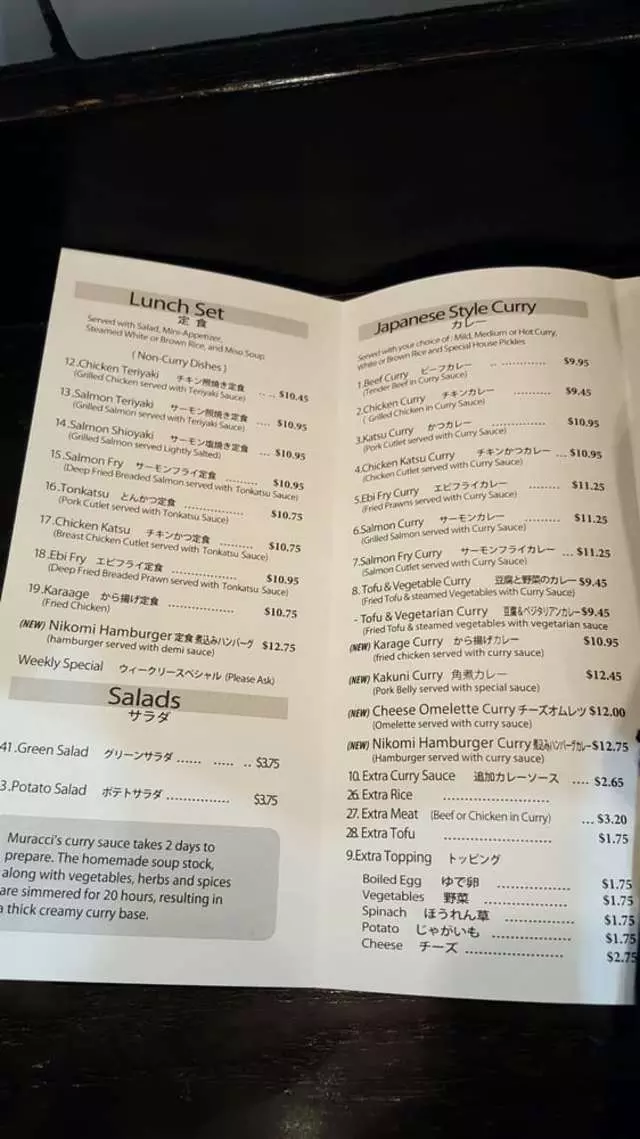 Lunch Set
定食
Served with Salad, Mini-Appetizer,
Steamed White or Brown Rice, and Miso Soup
( Non-Curry Dishes )
12.Chicken Teriyaki チキン照焼き定食 .. .. $10.45
(Grilled Chicken served with Teriyaki Sauce)
13.Salmon Teriyaki サーモン照焼き定食 .... $10.95
(Grilled Salmon served with Teriyaki Sauce)
14.Salmon Shioyaki サーモン塩焼き定食 ... $10.95
(Grilled Salmon served Lightly Salted)
15.Salmon Fry サーモンフライ定食 ......... $10.95
(Deep Fried Breaded Salmon served with Tonkatsu Sauce)
16.Tonkatsu とんかつ定食 .................. $10.75
(Pork Cutlet served with Tonkatsu Sauce)
17.Chicken Katsu チキンかつ定食 ......... $10.75
(Breast Chicken Cutlet served with Tonkatsu Sauce)
18.Ebi Fry エビフライ定食 .................. $10.95
(Deep Fried Breaded Prawn served with Tonkatsu Sauce)
19.Karaage から揚げ定食 .................. $10.75
(Fried Chicken)
(NEW) Nikomi Hamburger 定食 煮込みハンバーグ $12.75
(hamburger served with demi sauce)
Weekly Special ウィークリースペシャル (Please Ask)
Salads
サラダ
41.Green Salad グリーンサラダ ...... ..... .. $3.75
3.Potato Salad ポテトサラダ ................ $3.75
Muracci's curry sauce takes 2 days to
prepare. The homemade soup stock,
along with vegetables, herbs and spices
are simmered for 20 hours, resulting in
a thick creamy curry base.
Japanese Style Curry
カレー
Served with your choice of : Mild, Medium or Hot Curry,
White or Brown Rice and Special House Pickles
1.Beef Curry ビーフカレー .. ............ $9.95
(Tender Beef in Curry Sauce)
2.Chicken Curry チキンカレー .......... $9.45
( Grilled Chicken in Curry Sauce)
3.Katsu Curry かつカレー ............... $10.95
(Pork Cutlet served with Curry Sauce)
4.Chicken Katsu Curry チキンかつカレー ... $10.95
(Chicken Cutlet served with Curry Sauce)
5.Ebi Fry Curry エビフライカレー ......... $11.25
(Fried Prawns served with Curry Sauce)
6.Salmon Curry サーモンカレー ......... $11.25
(Grilled Salmon served with Curry Sauce)
7.Salmon Fry Curry サーモンフライカレー ... $11.25
(Salmon Cutlet served with Curry Sauce)
8. Tofu & Vegetable Curry 豆腐と野菜のカレー $9.45
(Fried Tofu & steamed Vegetables with Curry Sauce)
- Tofu & Vegetarian Curry 豆腐&ベジタリアンカレー $9.45
(Fried Tofu & steamed vegetables with vegetarian sauce
(NEW) Karage Curry から揚げカレー $10.95
(fried chicken served with curry sauce)
(NEW) Kakuni Curry 角煮カレー $12.45
(Pork Belly served with special sauce)
(NEW) Cheese Omelette Curry チーズオムレツ $12.00
(Omelette served with curry sauce)
(NEW) Nikomi Hamburger Curry 煮込みハンバーグカレー $12.75
(Hamburger served with curry sauce)
10. Extra Curry Sauce 追加カレーソース .... $2.65
26. Extra Rice ........................
27. Extra Meat (Beef or Chicken in Curry) ... $3.20
28. Extra Tofu ........................ $1.75
9.Extra Topping トッピング
Boiled Egg ゆで卵 ................ $1.75
Vegetables 野菜 .................. $1.75
Spinach ほうれん草 ............... $1.75
Potato じゃがいも ................. $1.75
Cheese チーズ ..................... $2.75